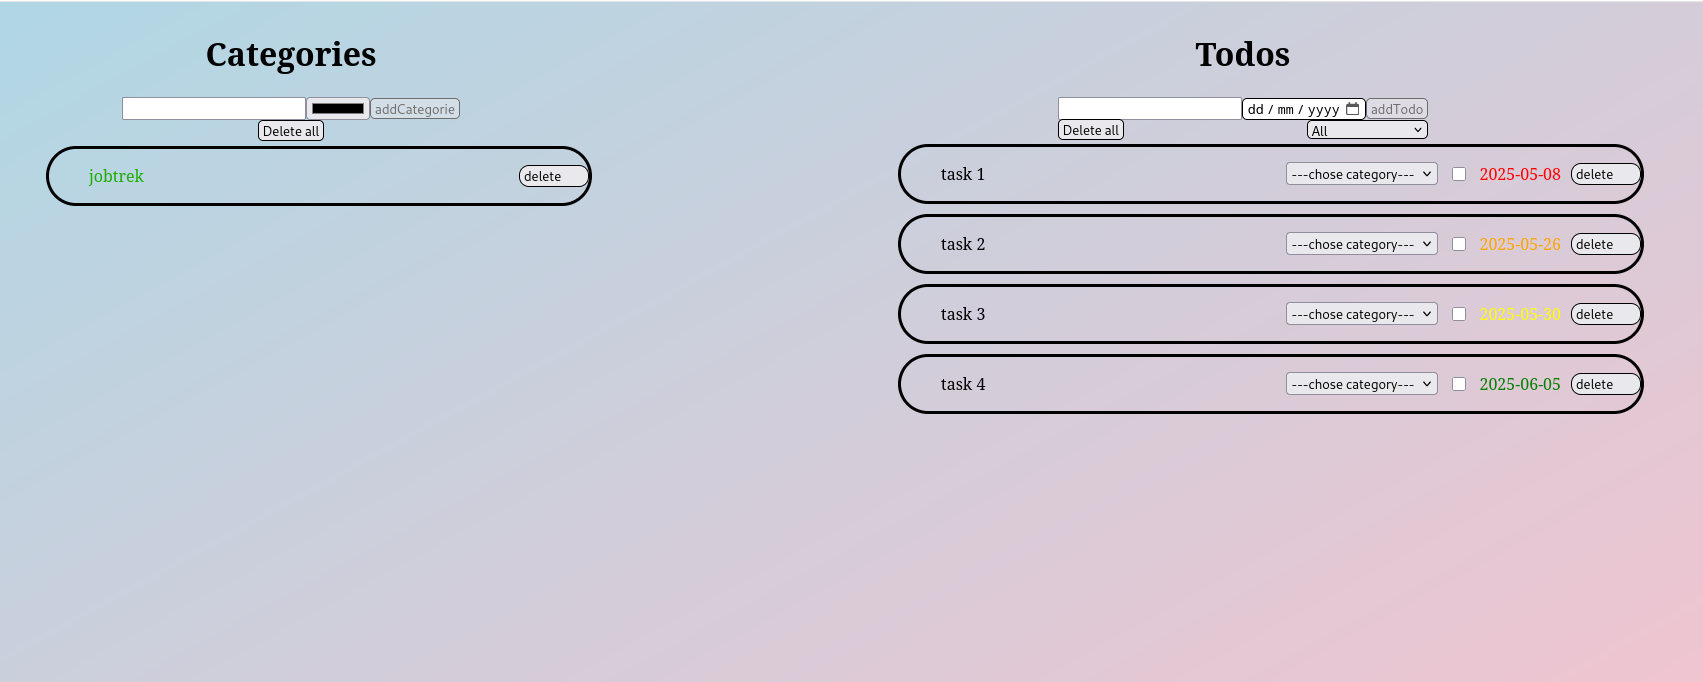 Categories
addCategorie
Delete all
jobtrek delete
Todos
dd / mm / yyyy addTodo
Delete all All
task 1 ---chose category--- 2025-05-08 delete
task 2 ---chose category--- 2025-05-26 delete
task 3 ---chose category--- 2025-05-30 delete
task 4 ---chose category--- 2025-06-05 delete